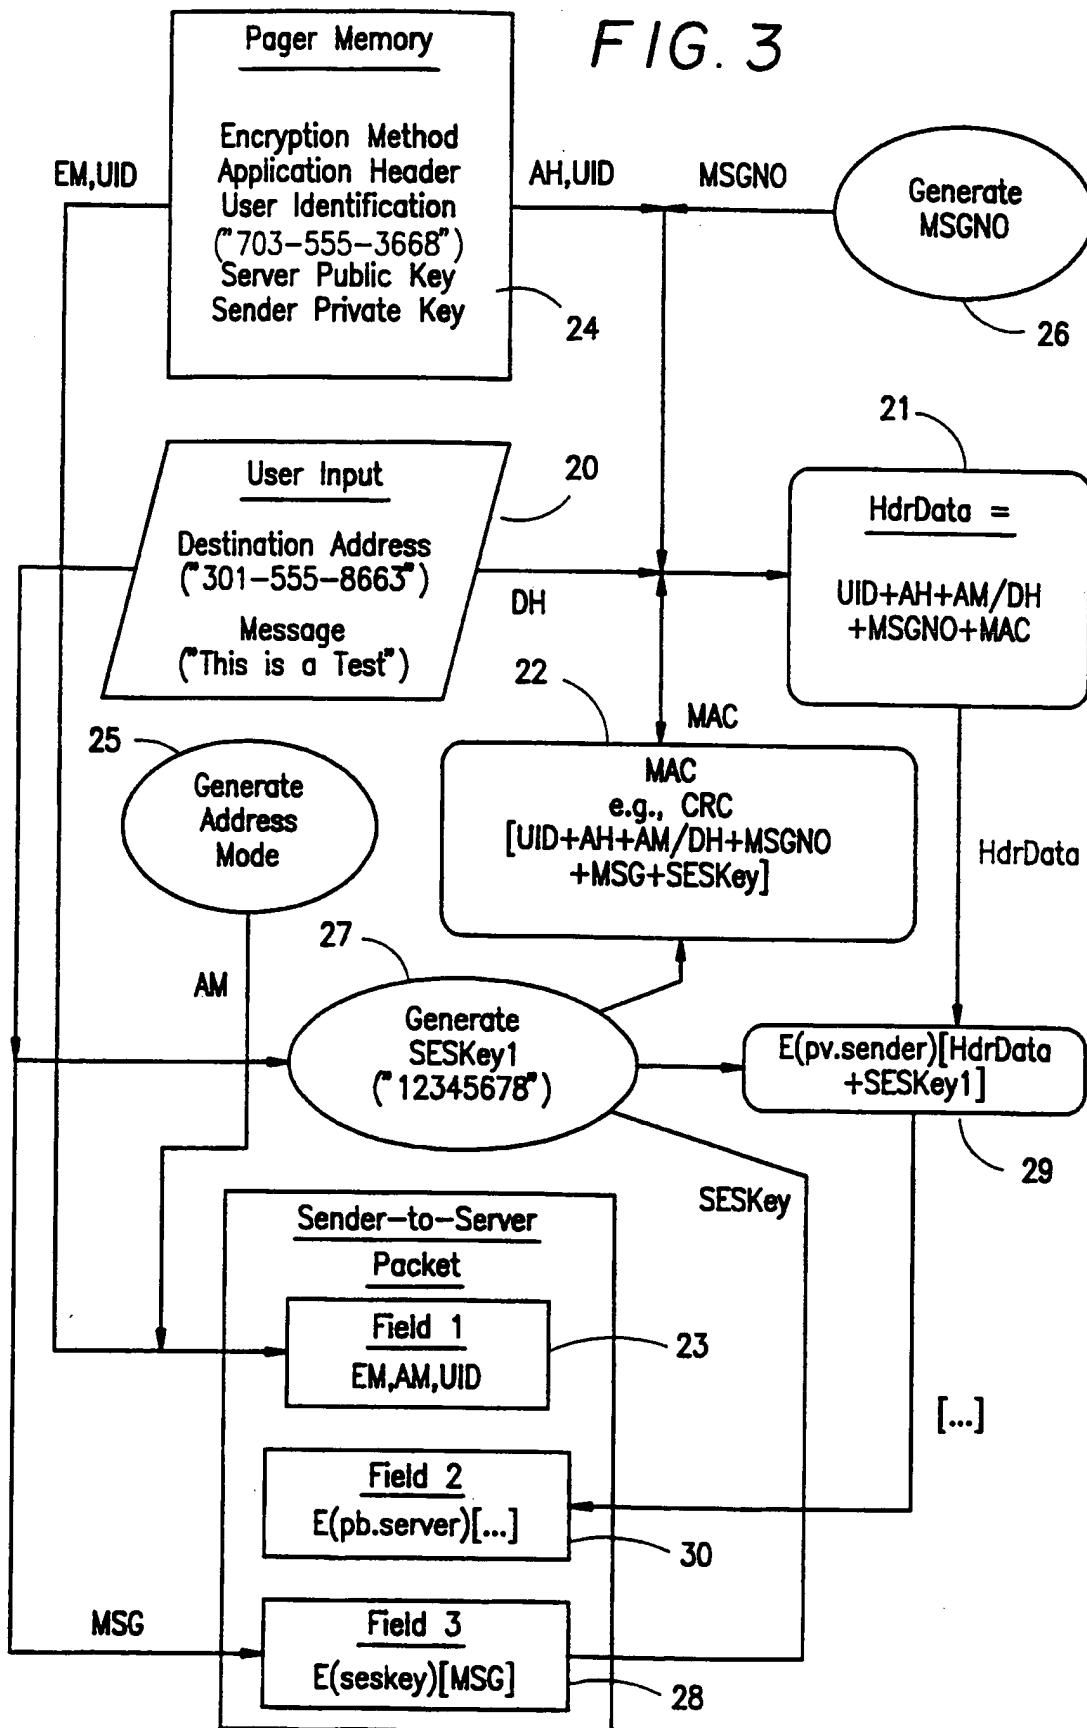 FIG. 3
Pager Memory
Encryption Method
Application Header
User Identification
("703-555-3668")
Server Public Key
Sender Private Key
24
EM,UID
AH,UID
MSGNO
Generate
MSGNO
26
User Input
Destination Address
("301-555-8663")
Message
("This is a Test")
20
DH
21
HdrData =
UID+AH+AM/DH
+MSGNO+MAC
22
MAC
MAC
e.g., CRC
[UID+AH+AM/DH+MSGNO
+MSG+SESKey]
HdrData
25
Generate
Address
Mode
AM
27
Generate
SESKey1
("12345678")
E(pv.sender)[HdrData
+SESKey1]
29
SESKey
Sender-to-Server
Packet
Field 1
EM,AM,UID
23
[...]
Field 2
E(pb.server)[...]
30
MSG
Field 3
E(seskey)[MSG]
28